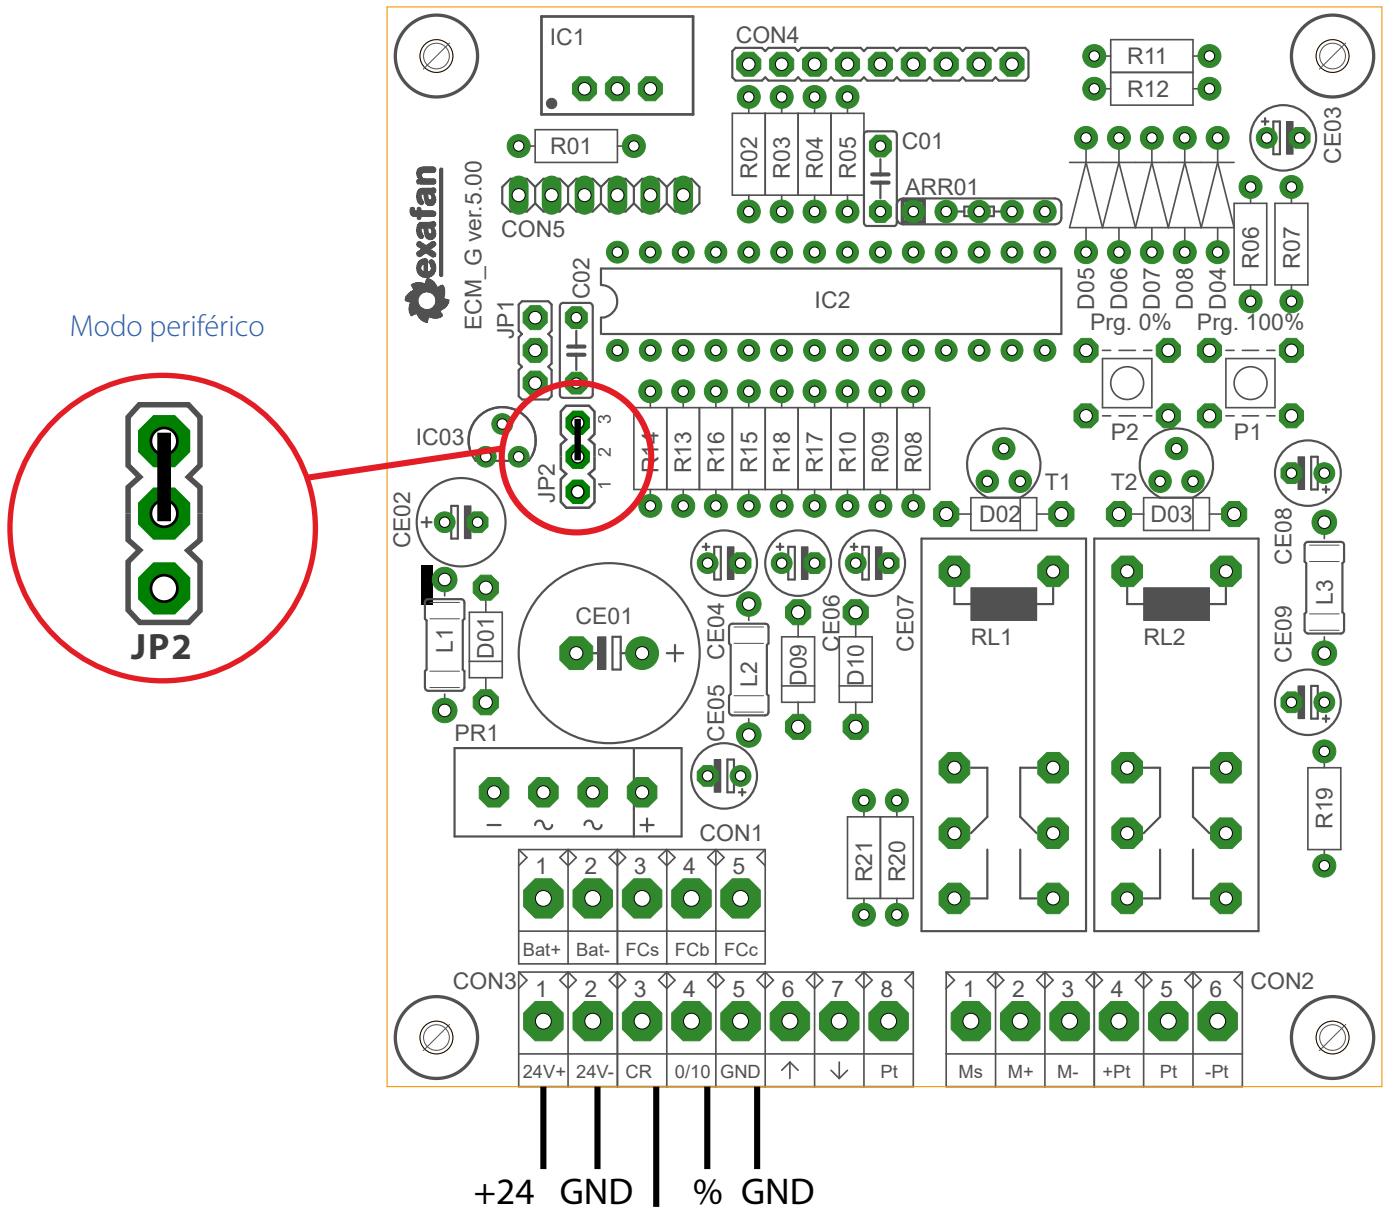 IC1
CON4
R11
R12
CE03
R01
R02
R03
R04
R05
C01
ARR01
CON5
exafan
ECM_G ver.5.00
C02
JP1
IC2
D05
D06
D07
D08
D04
R06
R07
Prg. 0%
Prg. 100%
Modo periférico
P2
P1
IC03
3
2
1
JP2
R14
R13
R16
R15
R18
R17
R10
R09
R08
T1
T2
D02
D03
CE02
CE08
JP2
L1
D01
CE01
+
CE04
CE06
CE07
L2
D09
D10
CE05
RL1
RL2
L3
CE09
PR1
− ~ ~ +
R21
R20
R19
CON1
1 2 3 4 5
Bat+ Bat- FCs FCb FCc
CON3
1 2 3 4 5 6 7 8
24V+ 24V- CR 0/10 GND ↑ ↓ Pt
CON2
1 2 3 4 5 6
Ms M+ M- +Pt Pt -Pt
+24 GND % GND